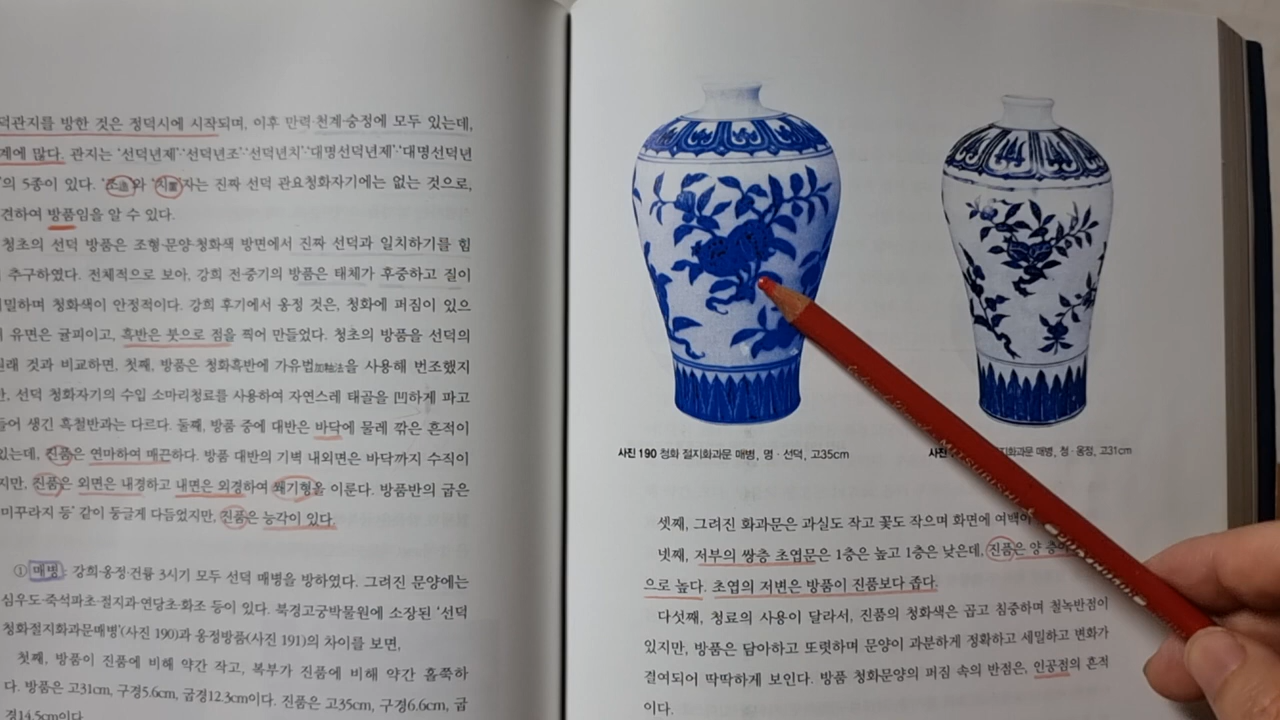 덕관지를 방한 것은 정덕시에 시작되며, 이후 만력·천계·숭정에 모두 있는데,
계에 많다. 관지는 '선덕년제'·'선덕년조'·'선덕년치'·'대명선덕년제'·'대명선덕년
'의 5종이 있다. '조造'와 '치置'자는 진짜 선덕 관요청화자기에는 없는 것으로,
견하여 방품임을 알 수 있다.
청초의 선덕 방품은 조형·문양·청화색 방면에서 진짜 선덕과 일치하기를 힘
추구하였다. 전체적으로 보아, 강희 전·중기의 방품은 태체가 후중하고 질이
밀하며 청화색이 안정적이다. 강희 후기에서 옹정 것은, 청화에 퍼짐이 있으
유면은 귤피이고, 흑반은 붓으로 점을 찍어 만들었다. 청초의 방품을 선덕의
원래 것과 비교하면, 첫째, 방품은 청화흑반에 가유법加釉法을 사용해 번조했지
만, 선덕 청화자기의 수입 소마리청료를 사용하여 자연스레 태골을 凹하게 파고
들어 생긴 흑철반과는 다르다. 둘째, 방품 중에 대반은 바닥에 물레 깎은 흔적이
있는데, 진품은 연마하여 매끈하다. 방품 대반의 기벽 내외면은 바닥까지 수직이
지만, 진품은 외면은 내경하고 내면은 외경하여 쐐기형을 이룬다. 방품반의 굽은
미꾸라지 등' 같이 둥글게 다듬었지만, 진품은 능각이 있다.
① 매병: 강희·옹정·건륭 3시기 모두 선덕 매병을 방하였다. 그려진 문양에는
심우도·죽석파초·절지과·연당초·화조 등이 있다. 북경고궁박물원에 소장된 '선덕
청화절지화과문매병'(사진 190)과 옹정방품(사진 191)의 차이를 보면,
첫째, 방품이 진품에 비해 약간 작고, 복부가 진품에 비해 약간 홀쭉하
다. 방품은 고31cm, 구경5.6cm, 굽경12.3cm이다. 진품은 고35cm, 구경6.6cm, 굽
경14.5cm이다
사진 190 청화 절지화과문 매병, 명·선덕, 고35cm
사진 절지화과문 매병, 청·옹정, 고31cm
셋째, 그려진 화과문은 과실도 작고 꽃도 작으며 화면에 여백이
넷째, 저부의 쌍층 초엽문은 1층은 높고 1층은 낮은데, 진품은 양 층이
으로 높다. 초엽의 저변은 방품이 진품보다 좁다.
다섯째, 청료의 사용이 달라서, 진품의 청화색은 곱고 침중하며 철녹반점이
있지만, 방품은 담아하고 또렷하며 문양이 과분하게 정확하고 세밀하고 변화가
결여되어 딱딱하게 보인다. 방품 청화문양의 퍼짐 속의 반점은, 인공점의 흔적
이다.
MITSUBISHI